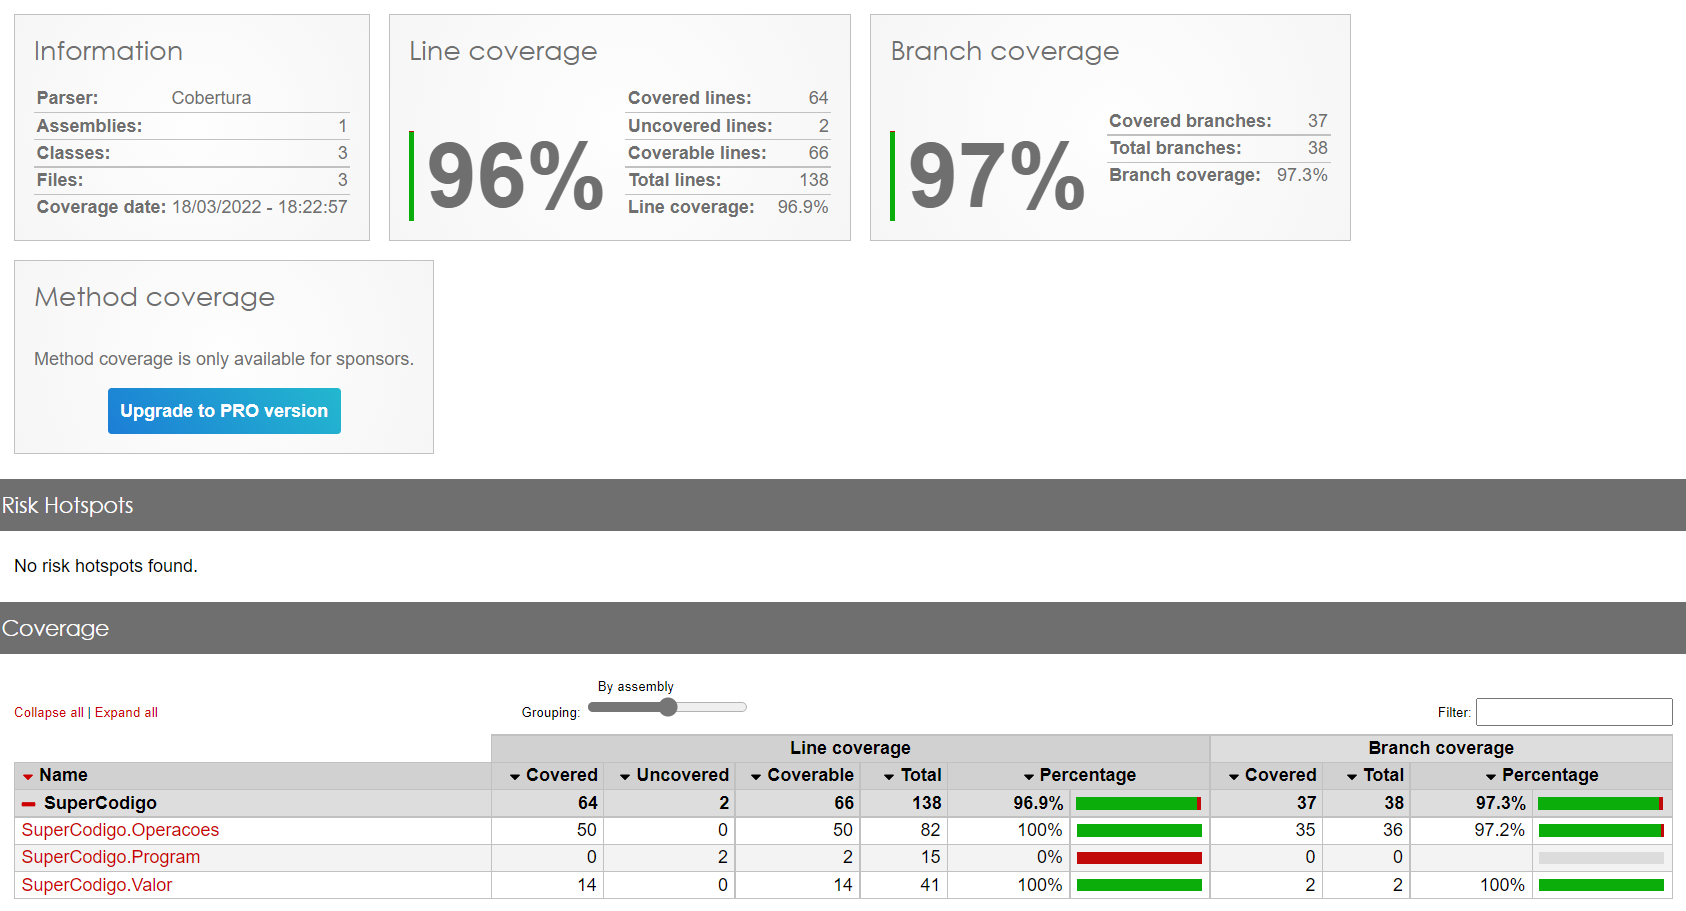 Information
Parser: Cobertura
Assemblies: 1
Classes: 3
Files: 3
Coverage date: 18/03/2022 - 18:22:57
Line coverage
96%
Covered lines: 64
Uncovered lines: 2
Coverable lines: 66
Total lines: 138
Line coverage: 96.9%
Branch coverage
97%
Covered branches: 37
Total branches: 38
Branch coverage: 97.3%
Method coverage
Method coverage is only available for sponsors.
Upgrade to PRO version
Risk Hotspots
No risk hotspots found.
Coverage
Collapse all | Expand all
By assembly
Grouping:
Filter:
Line coverage Branch coverage
Name Covered Uncovered Coverable Total Percentage Covered Total Percentage
SuperCodigo 64 2 66 138 96.9% 37 38 97.3%
SuperCodigo.Operacoes 50 0 50 82 100% 35 36 97.2%
SuperCodigo.Program 0 2 2 15 0% 0 0
SuperCodigo.Valor 14 0 14 41 100% 2 2 100%